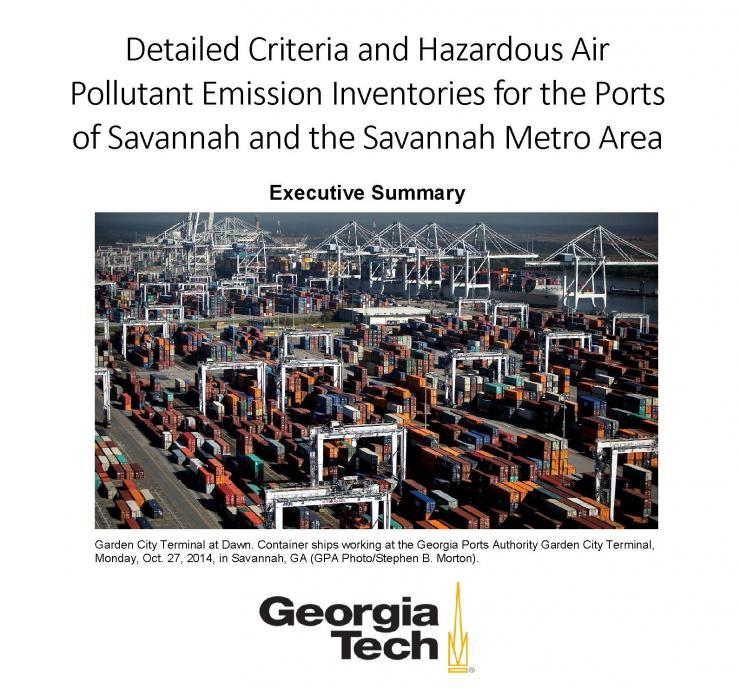 Detailed Criteria and Hazardous Air
Pollutant Emission Inventories for the Ports
of Savannah and the Savannah Metro Area
Executive Summary
Garden City Terminal at Dawn. Container ships working at the Georgia Ports Authority Garden City Terminal,
Monday, Oct. 27, 2014, in Savannah, GA (GPA Photo/Stephen B. Morton).
Georgia
Tech
®